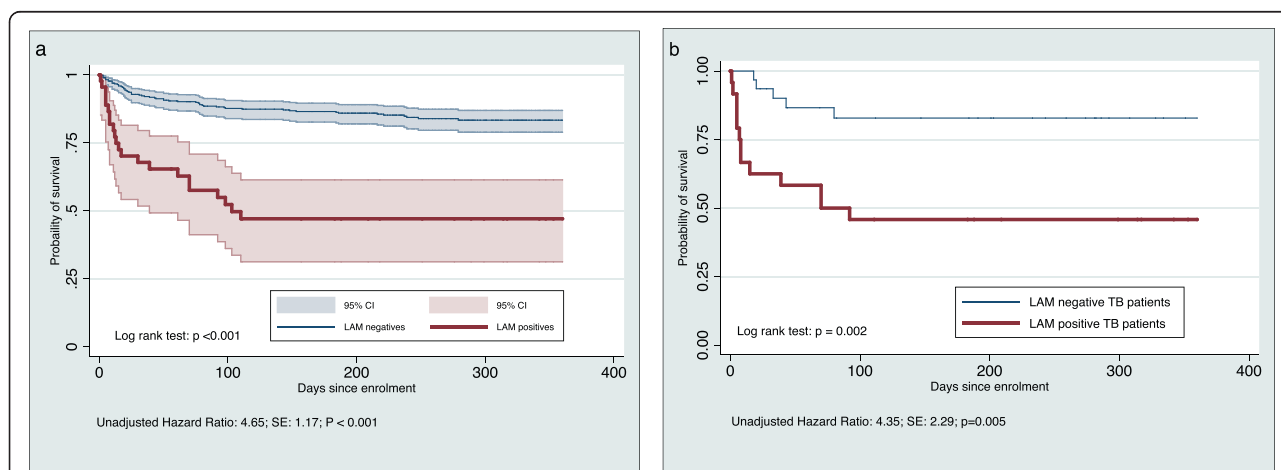 a
1
.75
.5
.25
0
Probaility of survival
95% CI
95% CI
LAM negatives
LAM positives
Log rank test: p <0.001
0
100
200
300
400
Days since enrolment
Unadjusted Hazard Ratio: 4.65; SE: 1.17; P < 0.001
b
1.00
0.75
0.50
0.25
0.00
Probability of survival
LAM negative TB patients
LAM positive TB patients
Log rank test: p = 0.002
0
100
200
300
400
Days since enrolment
Unadjusted Hazard Ratio: 4.35; SE: 2.29; p=0.005